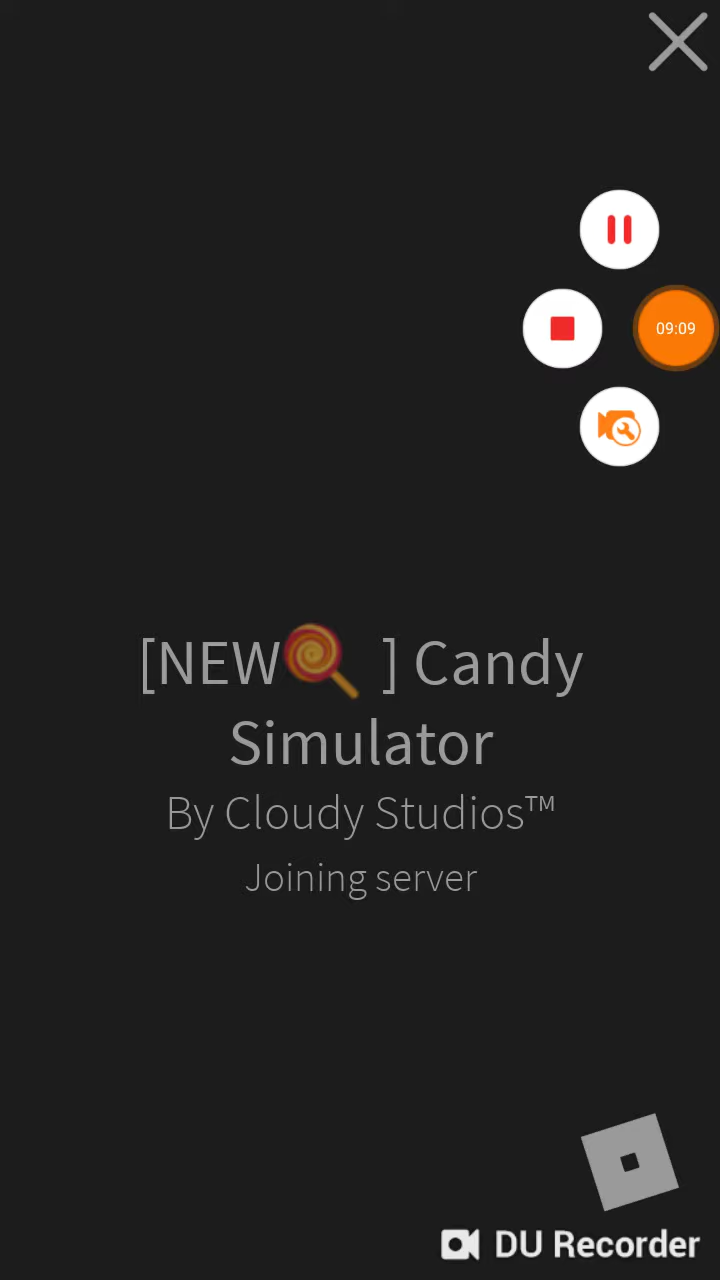 09:09
[NEW🍭 ] Candy
Simulator
By Cloudy Studios™
Joining server
DU Recorder